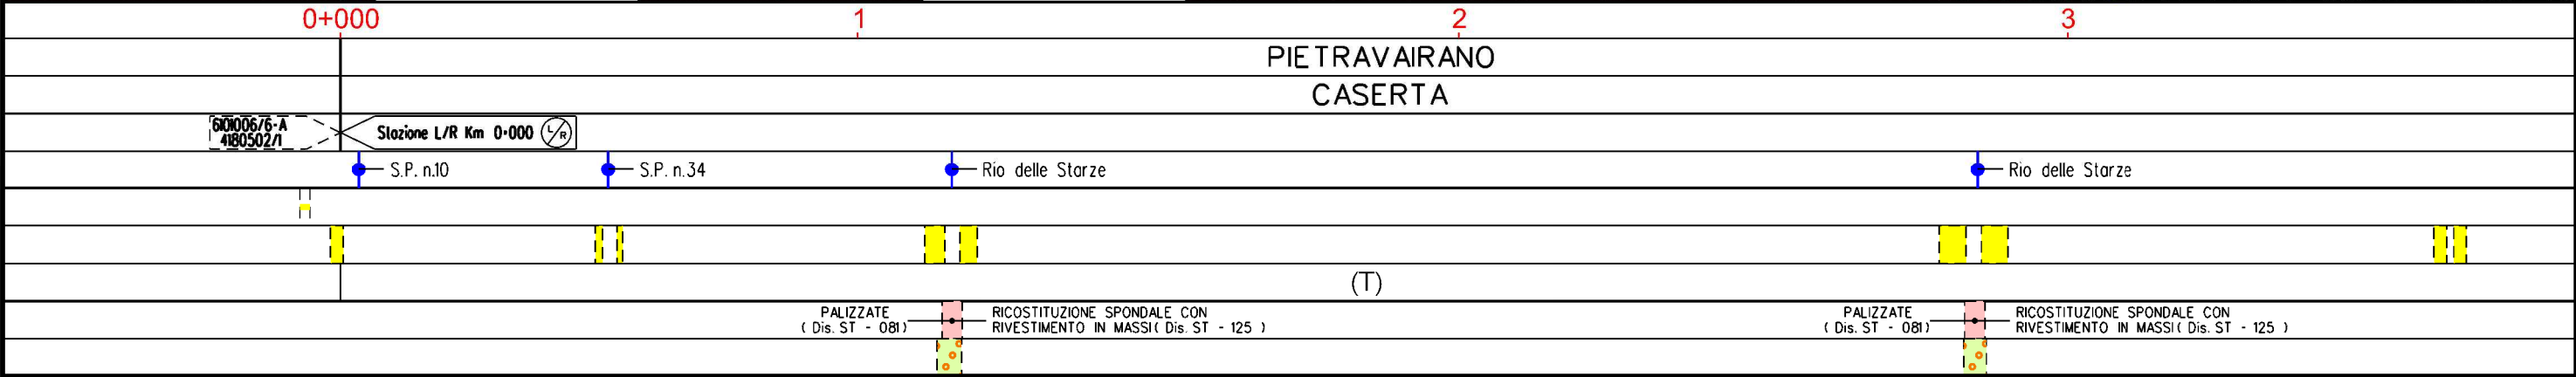 0+000 1 2 3
PIETRAVAIRANO
CASERTA
6101006/6-A
4180502/1
Stazione L/R Km 0+000 L/R
S.P. n.10 S.P. n.34 Rio delle Starze Rio delle Starze
(T)
PALIZZATE
( Dis. ST - 081)
RICOSTITUZIONE SPONDALE CON
RIVESTIMENTO IN MASSI( Dis. ST - 125 )
PALIZZATE
( Dis. ST - 081)
RICOSTITUZIONE SPONDALE CON
RIVESTIMENTO IN MASSI( Dis. ST - 125 )